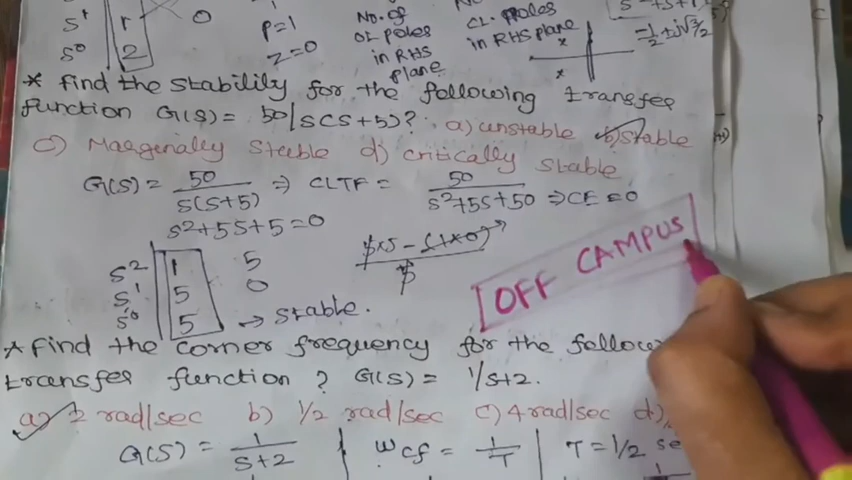 s¹ | 1 0
s⁰ | 2
P=1
Z=0
No. of
OL poles
in RHS
plane
CL poles
in RHS plane
= -1/2 ± j√3/2
* find the stability for the following transfer
function G(s) = 50/s(s+5)? a) unstable b) stable
c) Marginally stable d) critically stable
G(s) = 50/s(s+5) ⇒ CLTF = 50/s²+5s+50 ⇒ CE = 0
s²+5s+5=0
s² | 1 5
s¹ | 5 0
s⁰ | 5 → stable.
OFF CAMPUS
* find the corner frequency for the
transfer function? G(s) = 1/s+2.
a) 2 rad/sec b) 1/2 rad/sec c) 4 rad/sec d)
G(s) = 1/s+2 | ωcf = 1/T | T = 1/2 se